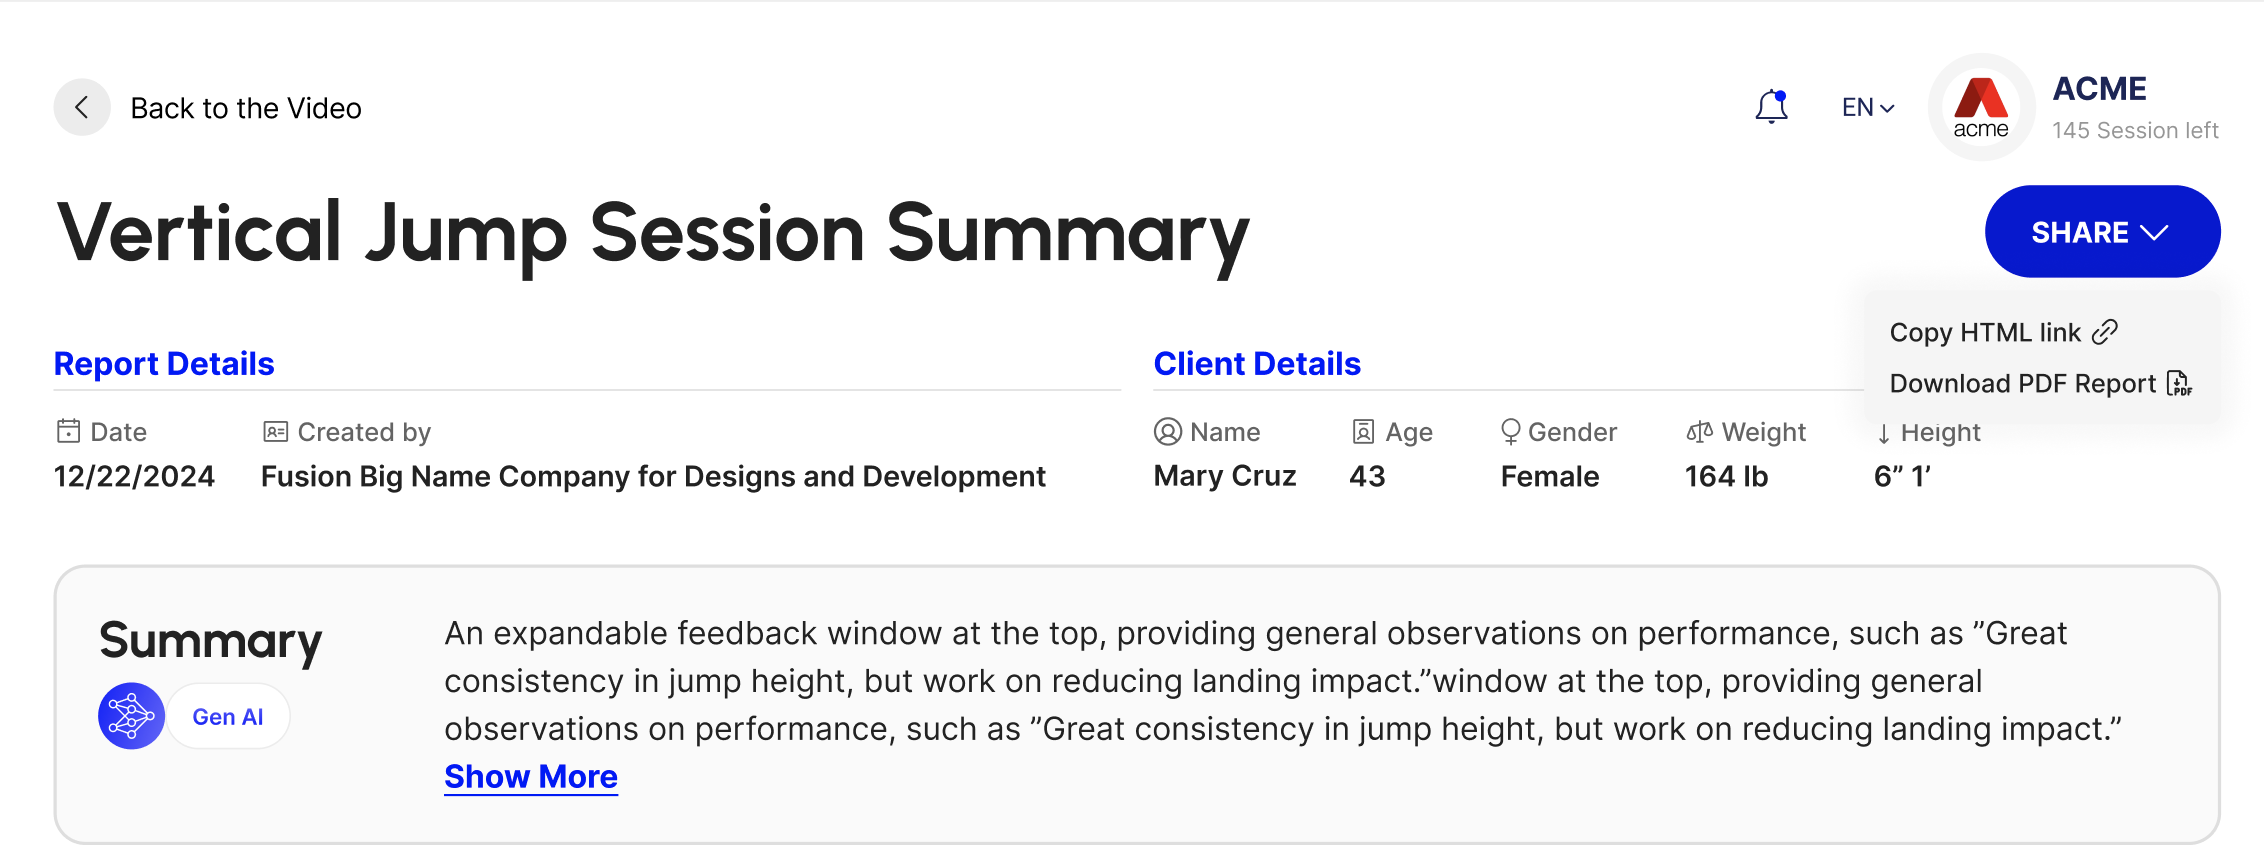 Back to the Video
EN
acme
ACME
145 Session left
Vertical Jump Session Summary
SHARE
Copy HTML link
Download PDF Report
PDF
Report Details
Client Details
Date
Created by
Name
Age
Gender
Weight
Height
12/22/2024
Fusion Big Name Company for Designs and Development
Mary Cruz
43
Female
164 lb
6” 1’
Summary
Gen AI
An expandable feedback window at the top, providing general observations on performance, such as ”Great
consistency in jump height, but work on reducing landing impact.”window at the top, providing general
observations on performance, such as ”Great consistency in jump height, but work on reducing landing impact.”
Show More